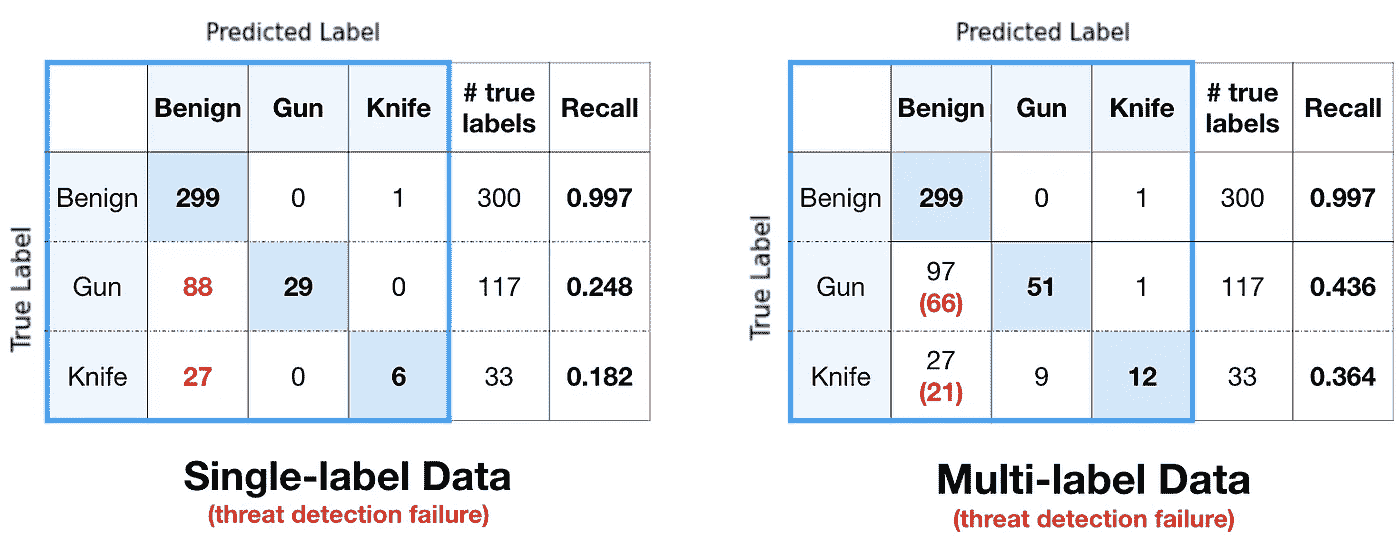 Predicted Label
Benign Gun Knife # true labels Recall
True Label
Benign 299 0 1 300 0.997
Gun 88 29 0 117 0.248
Knife 27 0 6 33 0.182
Single-label Data
(threat detection failure)
Predicted Label
Benign Gun Knife # true labels Recall
True Label
Benign 299 0 1 300 0.997
Gun 97 (66) 51 1 117 0.436
Knife 27 (21) 9 12 33 0.364
Multi-label Data
(threat detection failure)